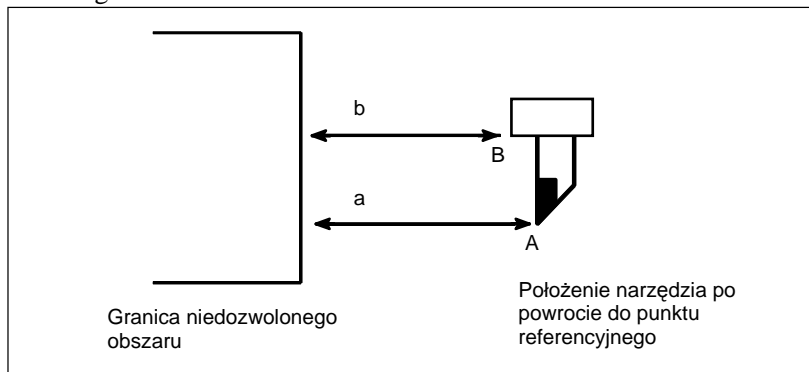 b
B
a
A
Położenie narzędzia po
powrocie do punktu
referencyjnego
Granica niedozwolonego
obszaru